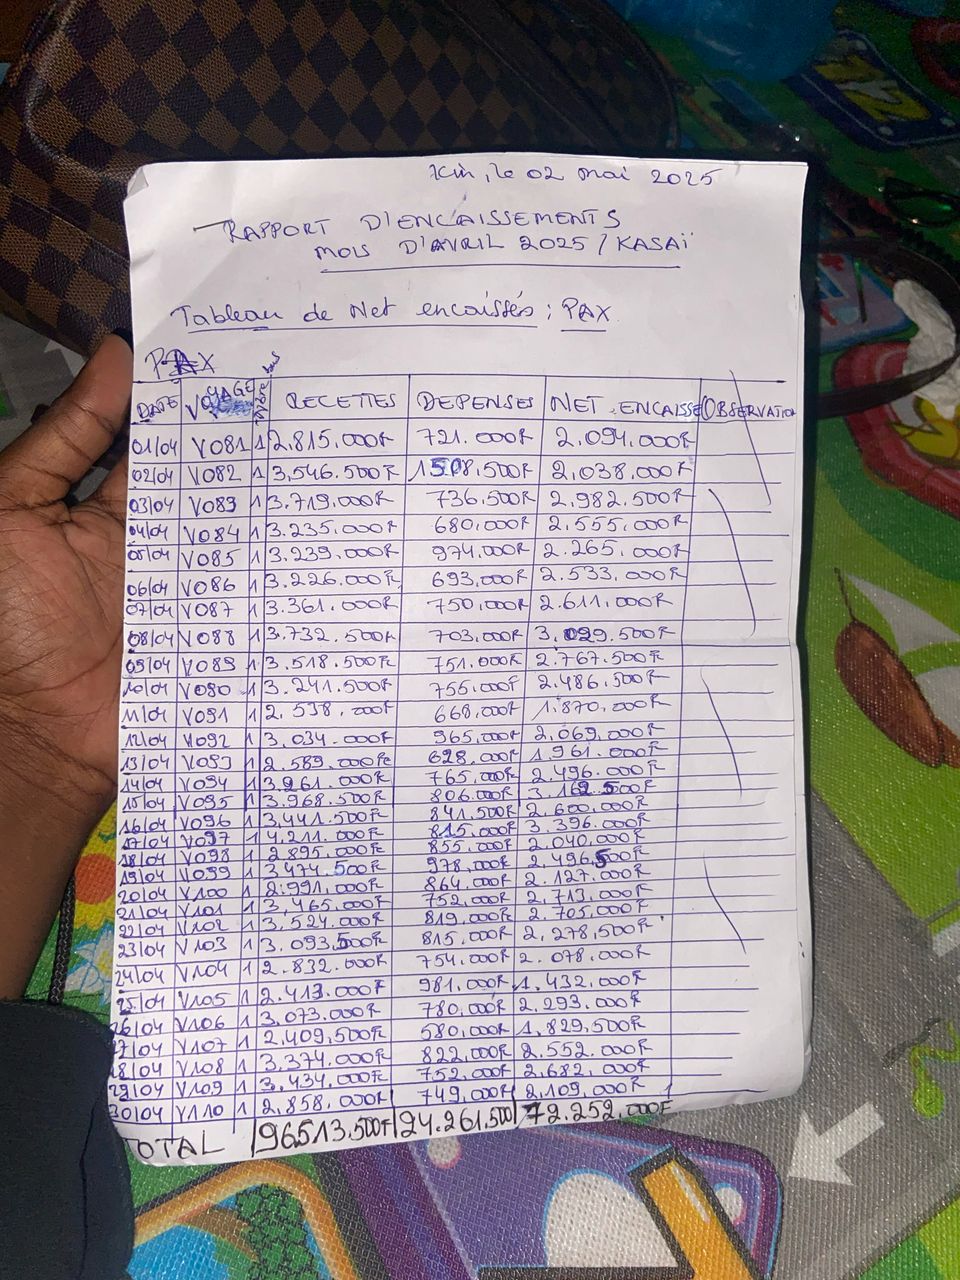 Kin, le 02 mai 2025
RAPPORT D'ENCAISSEMENTS
MOIS D'AVRIL 2025 / KASAÏ
Tableau de Net encaissés : PAX
PAX
DATE VOYAGE Nbre bus RECETTES DEPENSES NET ENCAISSE OBSERVATION
01/04 V081 1 2.815.000F 721.000F 2.094.000F
02/04 V082 1 3.546.500F 1508.500F 2.038.000F
03/04 V083 1 3.719.000F 736.500F 2.982.500F
04/04 V084 1 3.235.000F 680.000F 2.555.000F
05/04 V085 1 3.239.000F 974.000F 2.265.000F
06/04 V086 1 3.226.000F 693.000F 2.533.000F
07/04 V087 1 3.361.000F 750.000F 2.611.000F
08/04 V088 1 3.732.500F 703.000F 3.029.500F
09/04 V089 1 3.518.500F 751.000F 2.767.500F
10/04 V090 1 3.241.500F 755.000F 2.486.500F
11/04 V091 1 2.538.000F 668.000F 1.870.000F
12/04 V092 1 3.034.000F 965.000F 2.069.000F
13/04 V093 1 2.589.000Fc 628.000F 1.961.000F
14/04 V094 1 3.261.000F 765.000F 2.496.000F
15/04 V095 1 3.968.500F 806.000F 3.162.500F
16/04 V096 1 3.441.500F 841.500F 2.600.000F
17/04 V097 1 4.211.000F 815.000F 3.396.000F
18/04 V098 1 2.895.000F 855.000F 2.040.000F
19/04 V099 1 3.474.500F 978.000F 2.496.500F
20/04 V100 1 2.991.000F 864.000F 2.127.000F
21/04 V101 1 3.465.000F 752.000F 2.713.000F
22/04 V102 1 3.524.000F 819.000F 2.705.000F
23/04 V103 1 3.093.500F 815.000F 2.278.500F
24/04 V104 1 2.832.000F 754.000F 2.078.000F
25/04 V105 1 2.413.000F 981.000F 1.432.000F
26/04 V106 1 3.073.000F 780.000F 2.293.000F
27/04 V107 1 2.409.500F 580.000F 1.829.500F
28/04 V108 1 3.374.000F 822.000F 2.552.000F
29/04 V109 1 3.434.000F 752.000F 2.682.000F
30/04 V110 1 2.858.000F 749.000F 2.109.000F
TOTAL 96513.500F 24.261.500 72.252.000F